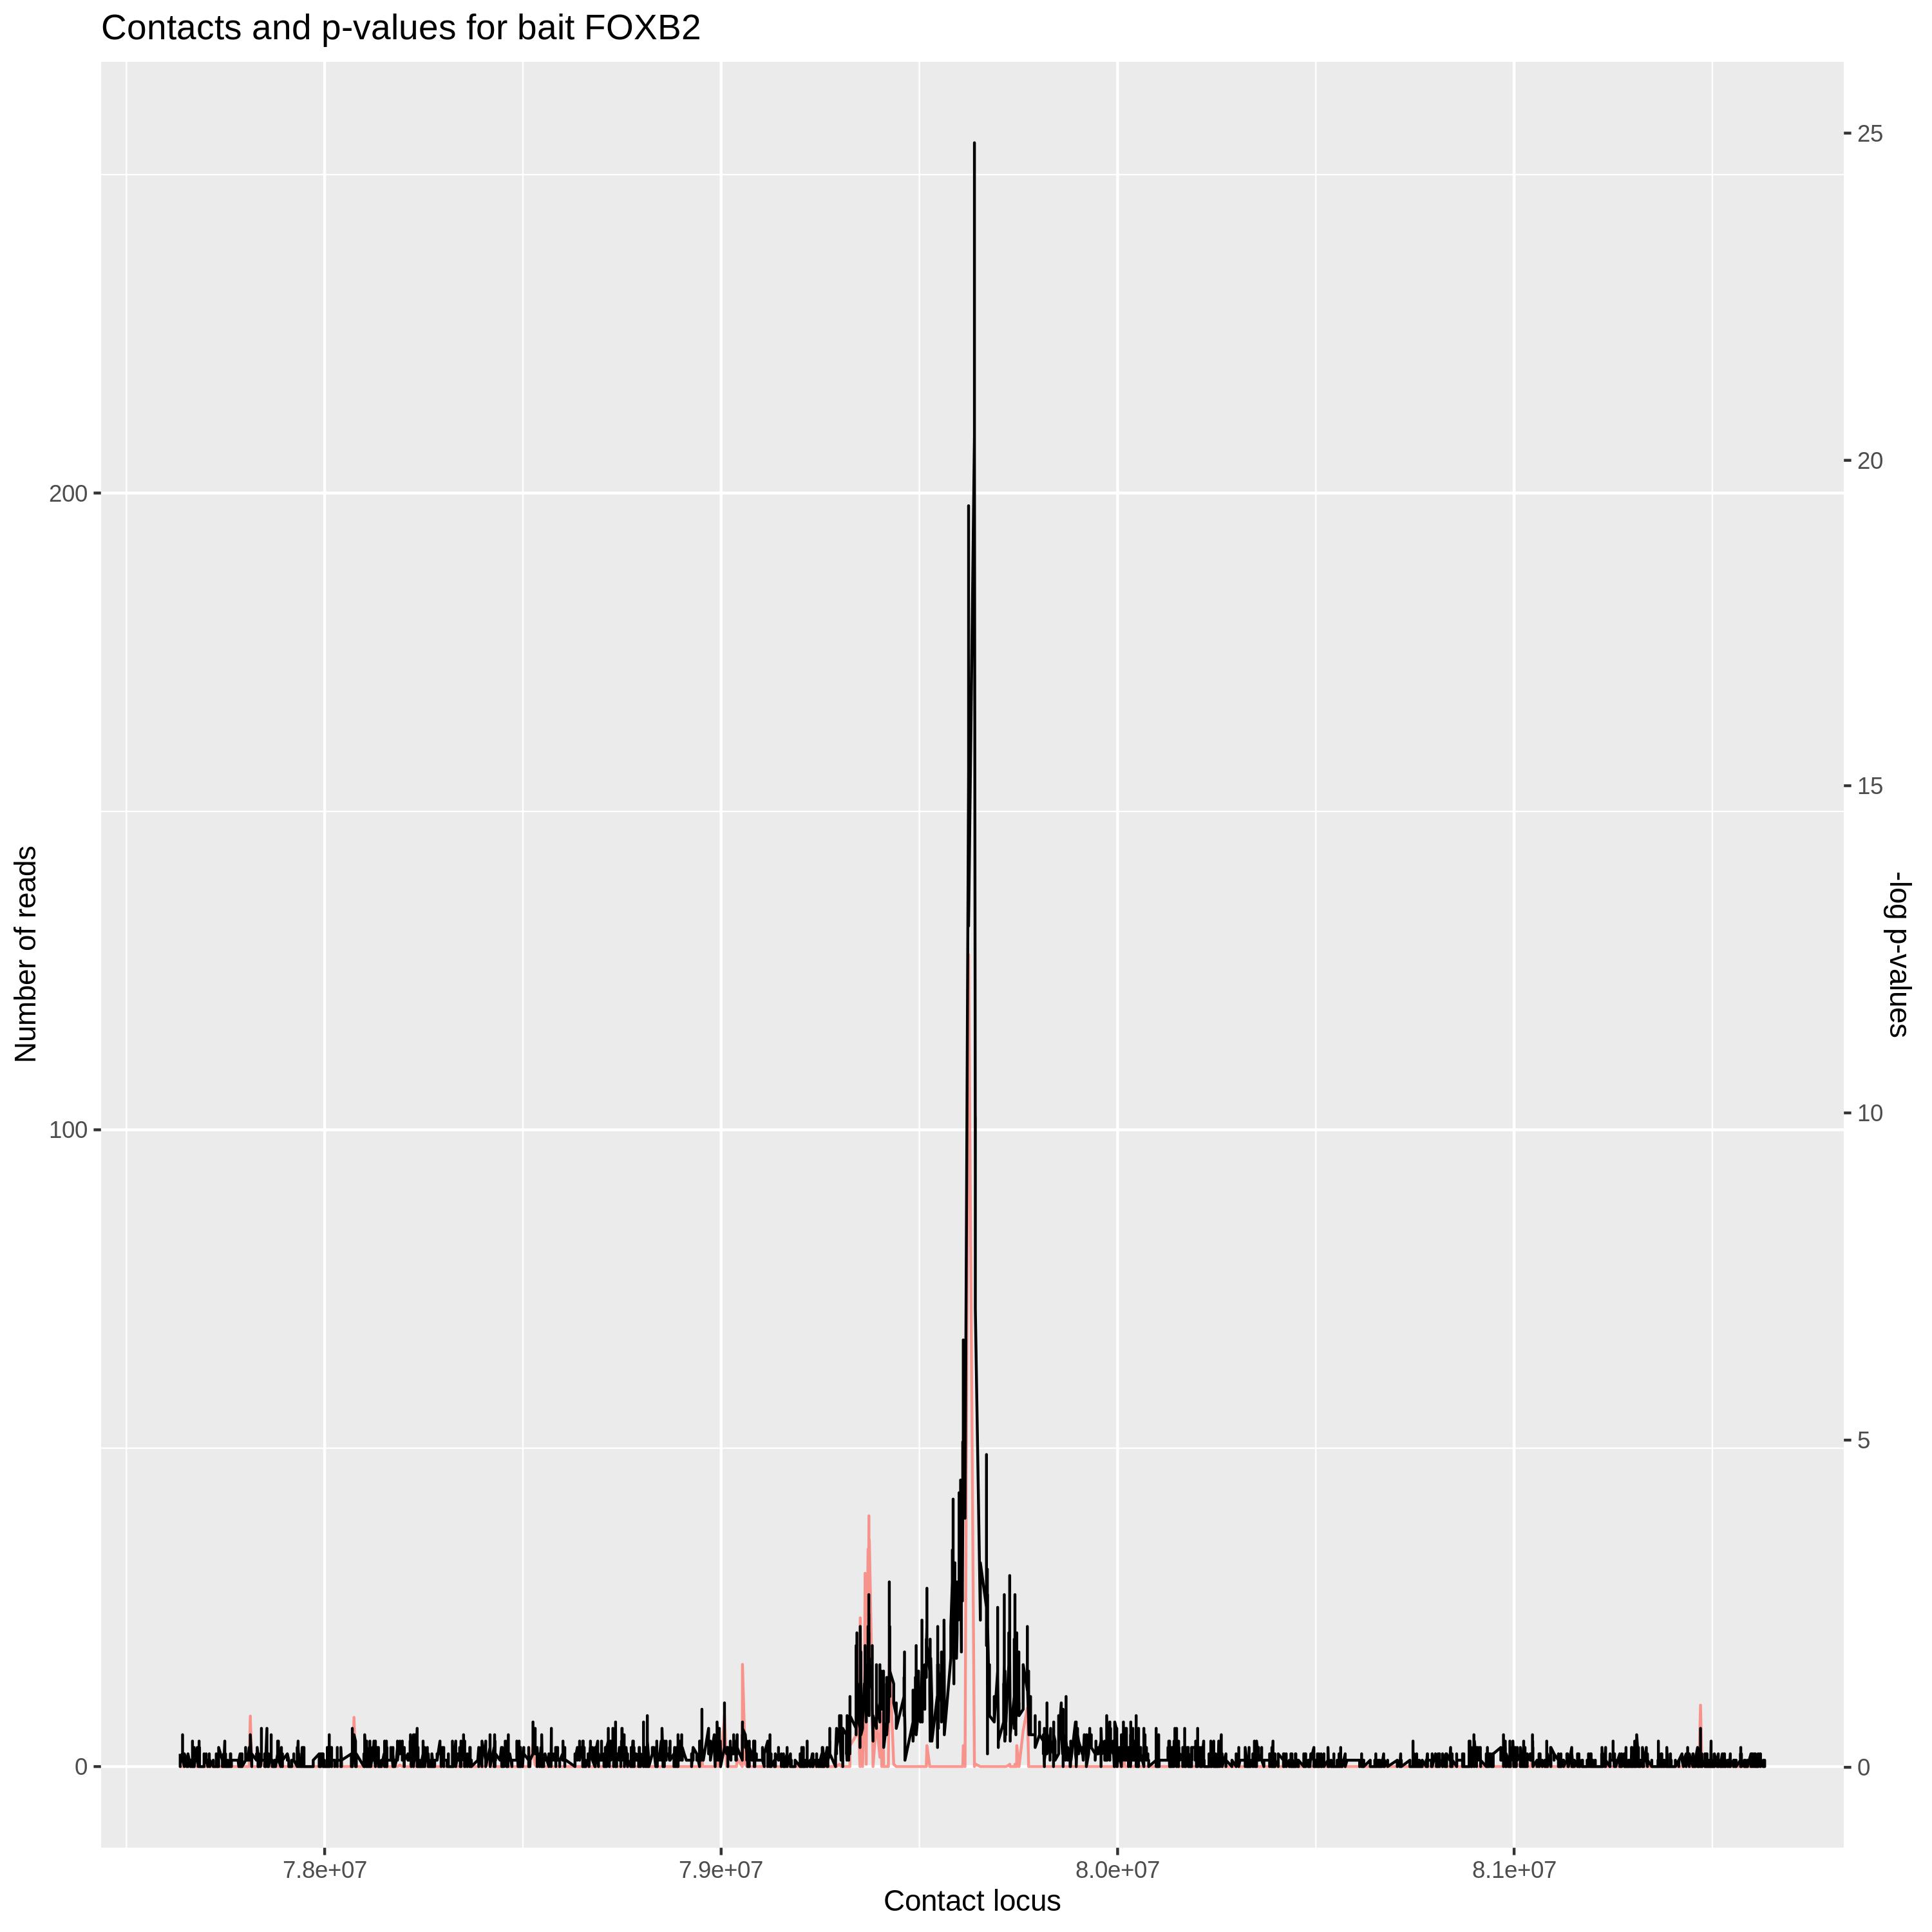 Contacts and p-values for bait FOXB2
25
20
15
10
5
0
200
100
0
Number of reads
-log p-values
7.8e+07 7.9e+07 8.0e+07 8.1e+07
Contact locus